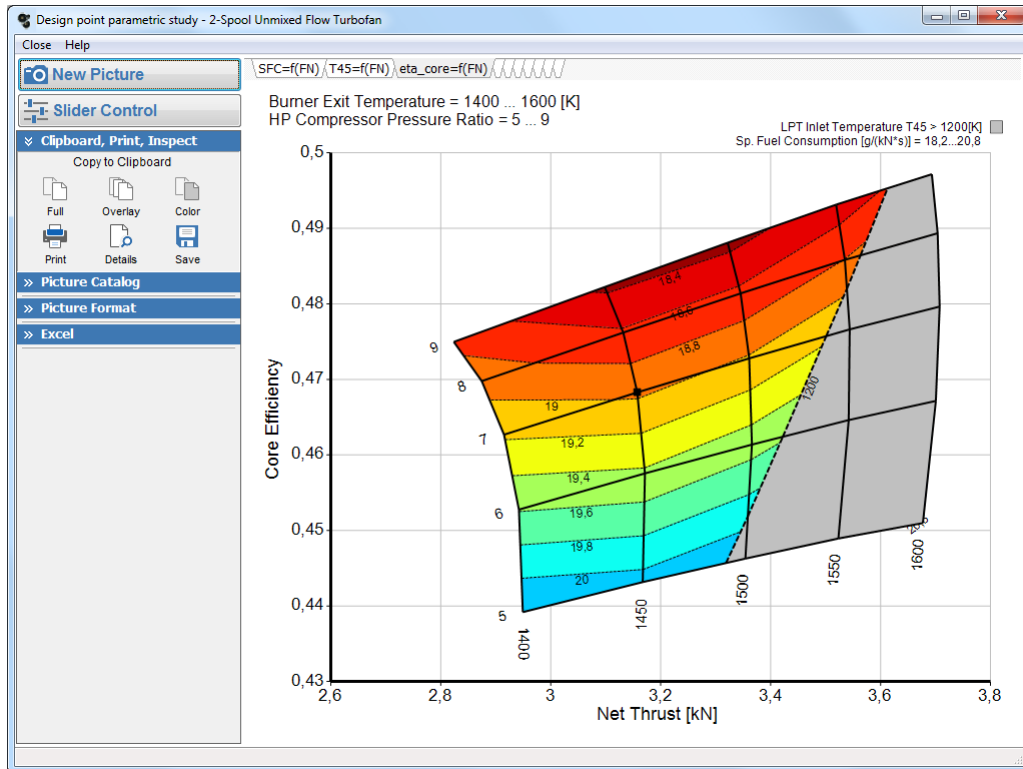 Design point parametric study - 2-Spool Unmixed Flow Turbofan
Close Help
New Picture
Slider Control
Clipboard, Print, Inspect
Copy to Clipboard
Full Overlay Color
Print Details Save
Picture Catalog
Picture Format
Excel
SFC=f(FN) T45=f(FN) eta_core=f(FN)
Burner Exit Temperature = 1400 ... 1600 [K]
HP Compressor Pressure Ratio = 5 ... 9
LPT Inlet Temperature T45 > 1200[K]
Sp. Fuel Consumption [g/(kN*s)] = 18,2...20,8
Core Efficiency
0,5
0,49
0,48
0,47
0,46
0,45
0,44
0,43
9
8
7
6
5
18,4
18,6
18,8
19
19,2
19,4
19,6
19,8
20
1200
1400
1450
1500
1550
1600
2,6 2,8 3 3,2 3,4 3,6 3,8
Net Thrust [kN]